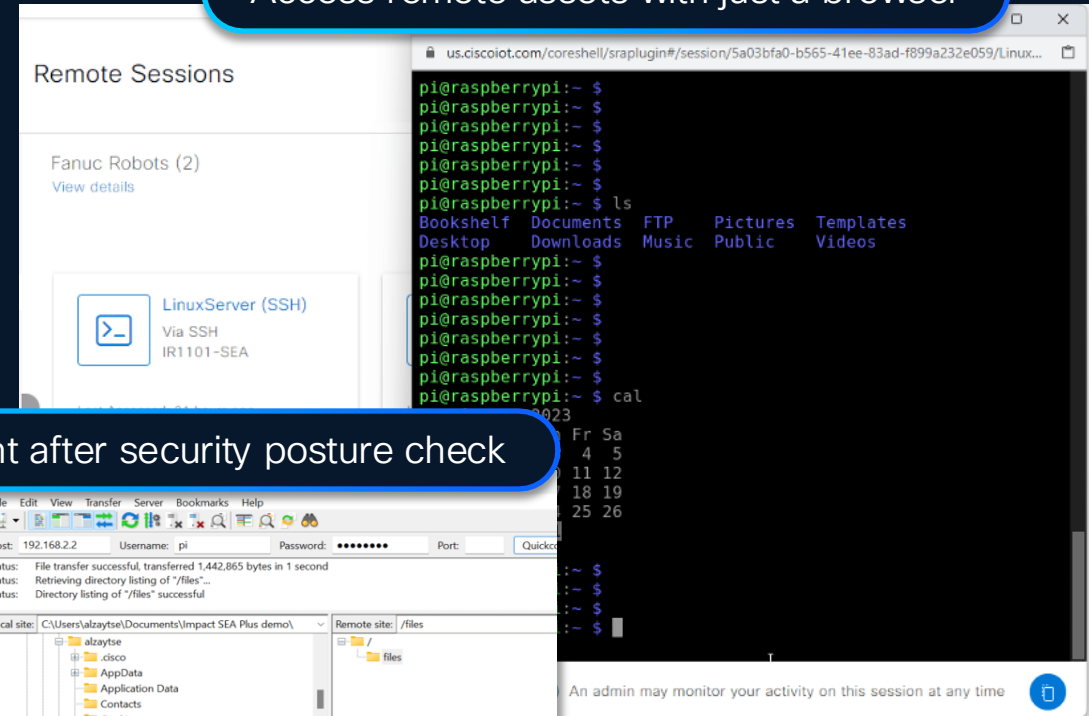 Access remote assets with just a browser
us.ciscoiot.com/coreshell/sraplugin#/session/5a03bfa0-b565-41ee-83ad-f899a232e059/Linux...
Remote Sessions
Fanuc Robots (2)
View details
LinuxServer (SSH)
Via SSH
IR1101-SEA
pi@raspberrypi:~ $
pi@raspberrypi:~ $
pi@raspberrypi:~ $
pi@raspberrypi:~ $
pi@raspberrypi:~ $
pi@raspberrypi:~ $
pi@raspberrypi:~ $ ls
Bookshelf Documents FTP Pictures Templates
Desktop Downloads Music Public Videos
pi@raspberrypi:~ $
pi@raspberrypi:~ $
pi@raspberrypi:~ $
pi@raspberrypi:~ $
pi@raspberrypi:~ $
pi@raspberrypi:~ $
pi@raspberrypi:~ $
pi@raspberrypi:~ $ cal
2023
Fr Sa
4 5
11 12
18 19
25 26
:~ $
:~ $
:~ $
:~ $
An admin may monitor your activity on this session at any time
after security posture check
Edit View Transfer Server Bookmarks Help
192.168.2.2 Username: pi Password: ●●●●●●●● Port:
File transfer successful, transferred 1,442,865 bytes in 1 second
Retrieving directory listing of "/files"...
Directory listing of "/files" successful
site: C:\Users\alzaytse\Documents\Impact SEA Plus demo\ Remote site: /files
alzaytse
.cisco
AppData
Application Data
Contacts
/
files